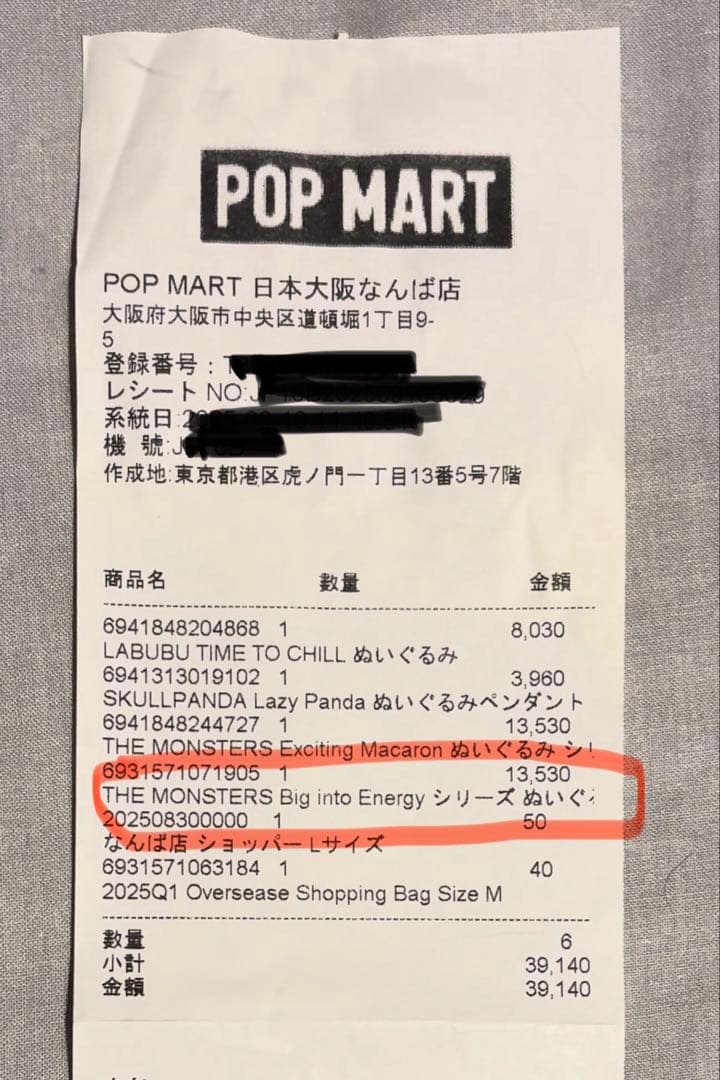 POP MART
POP MART 日本大阪なんば店
大阪府大阪市中央区道頓堀1丁目9-
5
登録番号：T
レシート NO:J
系統日:2
機 號:J
作成地:東京都港区虎ノ門一丁目13番5号7階
商品名 數量 金額
6941848204868 1 8,030
LABUBU TIME TO CHILL ぬいぐるみ
6941313019102 1 3,960
SKULLPANDA Lazy Panda ぬいぐるみペンダント
6941848244727 1 13,530
THE MONSTERS Exciting Macaron ぬいぐるみ シリ
6931571071905 1 13,530
THE MONSTERS Big into Energy シリーズ ぬいぐ
202508300000 1 50
なんば店 ショッパー Lサイズ
6931571063184 1 40
2025Q1 Oversease Shopping Bag Size M
數量 6
小計 39,140
金額 39,140